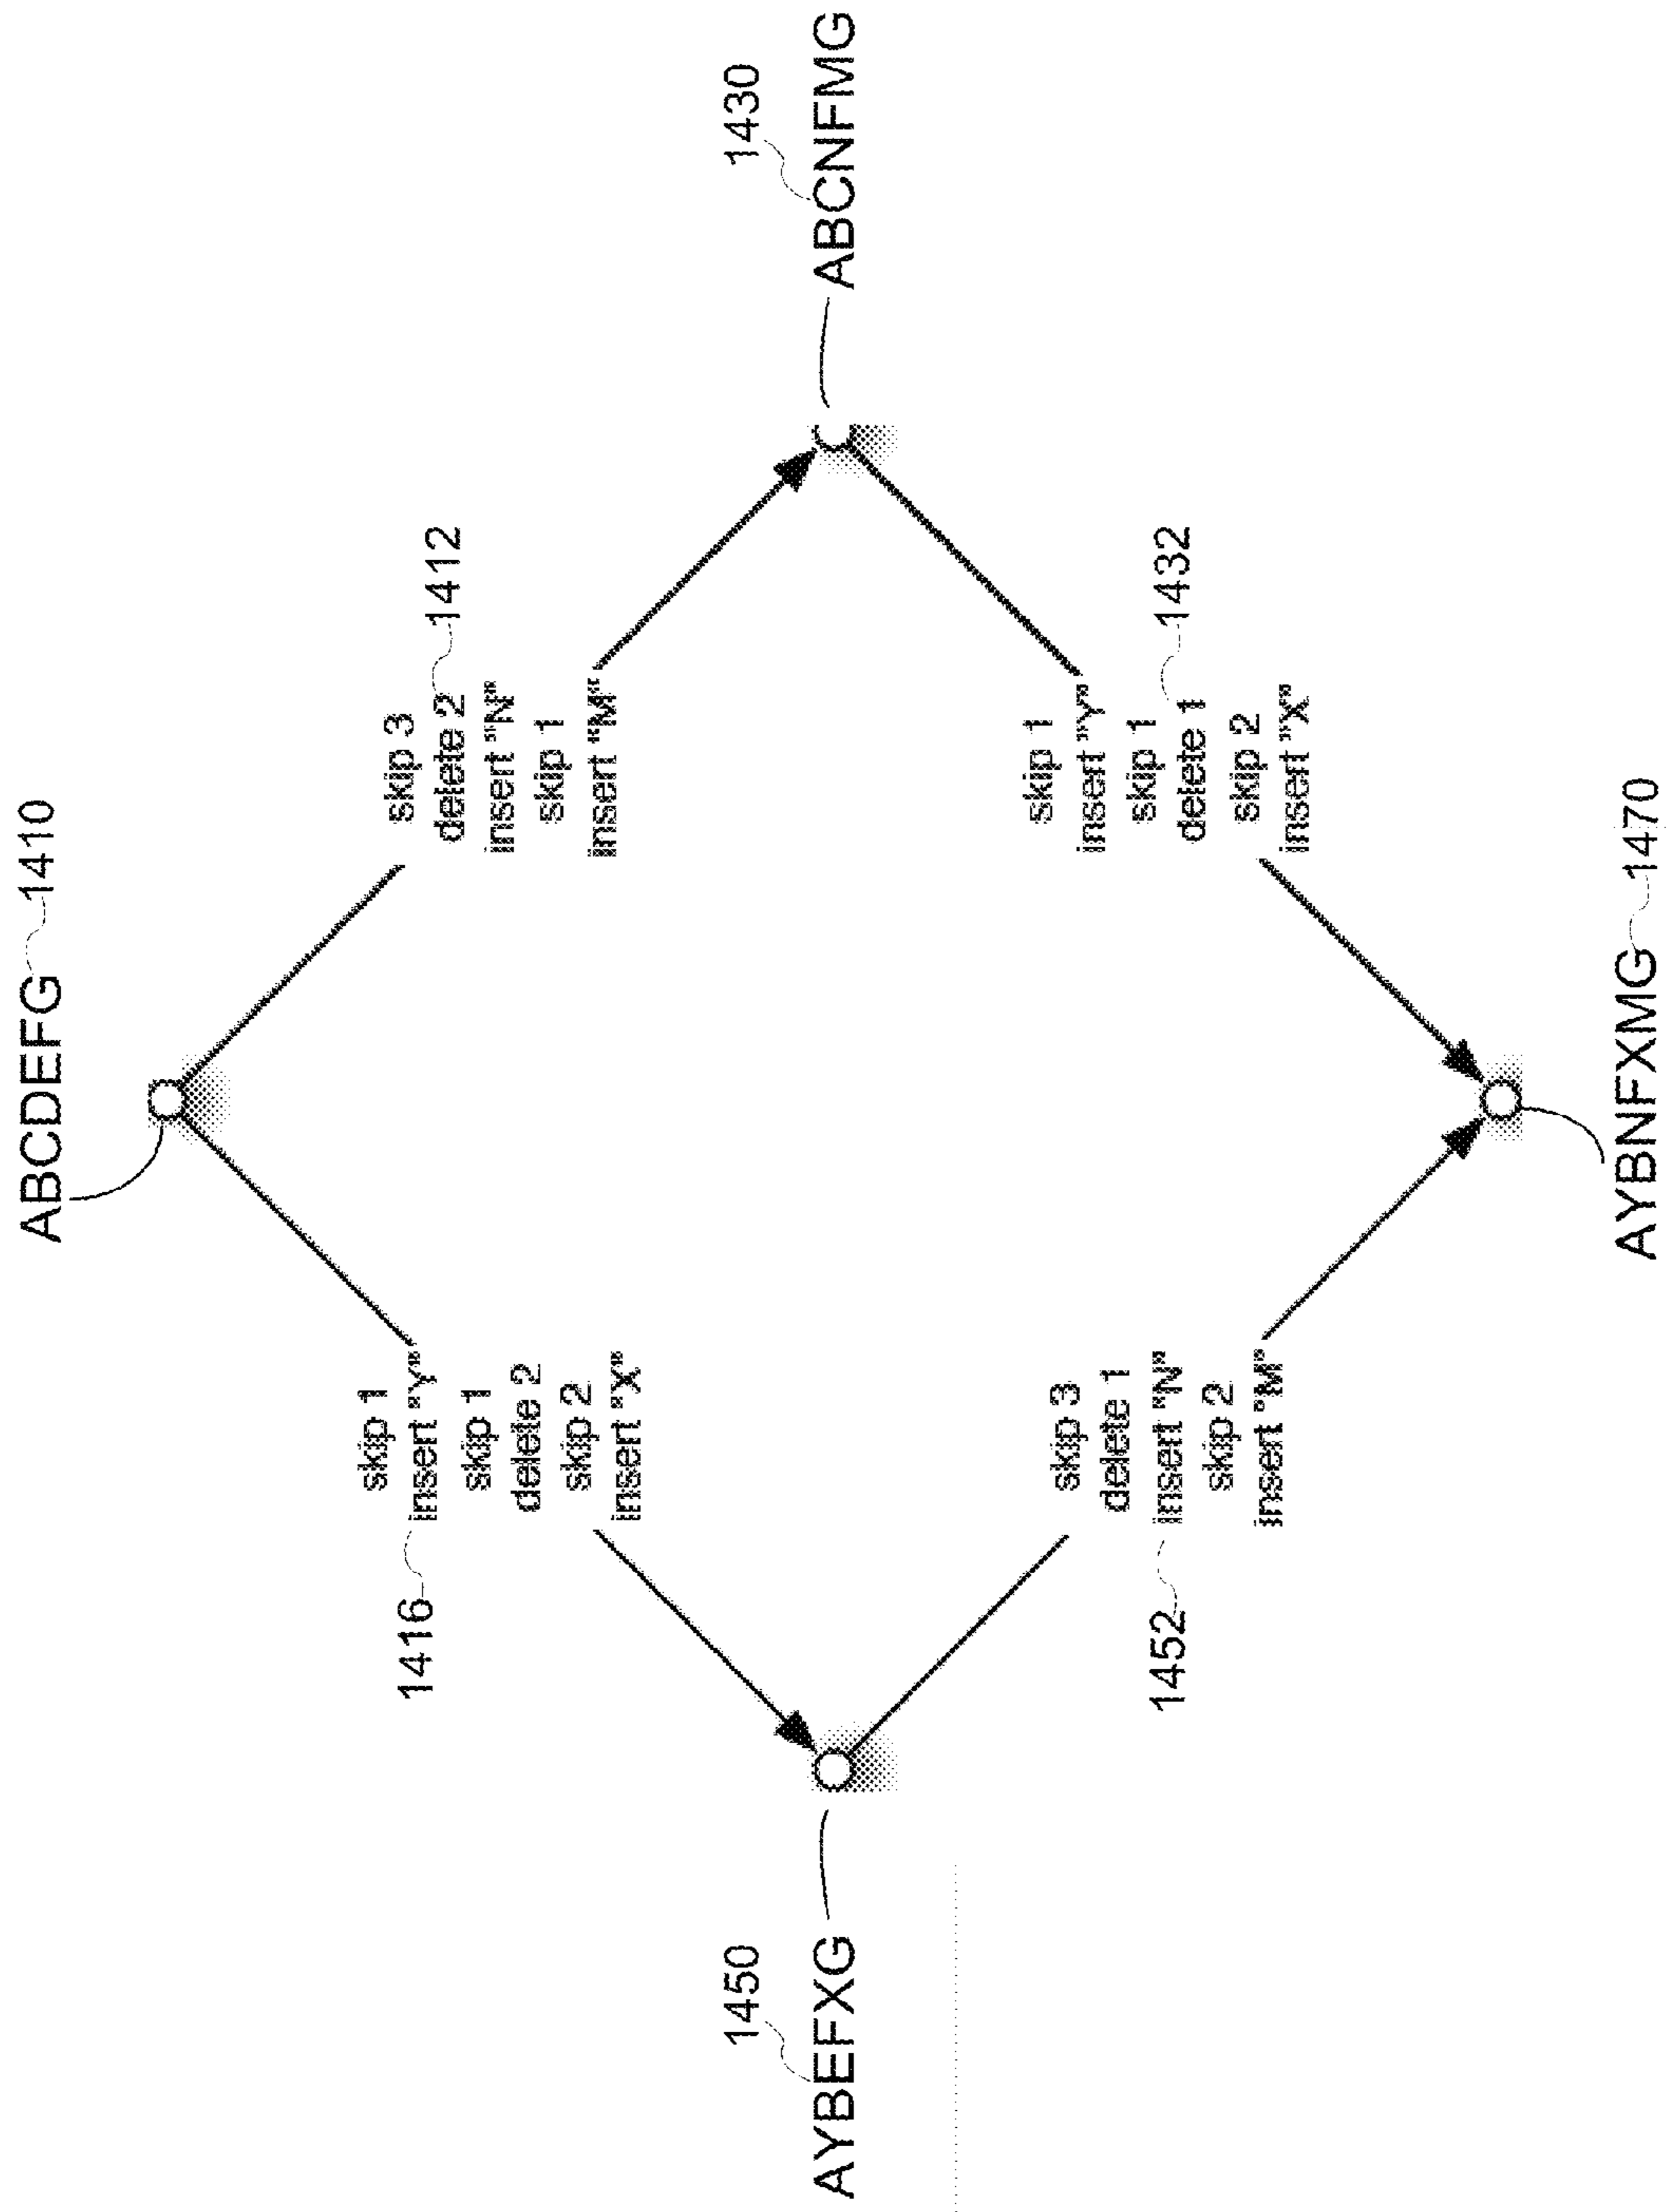 ABCDEFG 1410
skip 1
insert "Y"
skip 1
delete 2
skip 2
insert "X"
1416
skip 3
delete 2
insert "N"
skip 1
insert "M"
1412
1450
AYBEFXG
1430
ABCNFMG
skip 3
delete 1
insert "N"
skip 2
insert "M"
1452
skip 1
insert "Y"
skip 1
delete 1
skip 2
insert "X"
1432
AYBNFXMG 1470